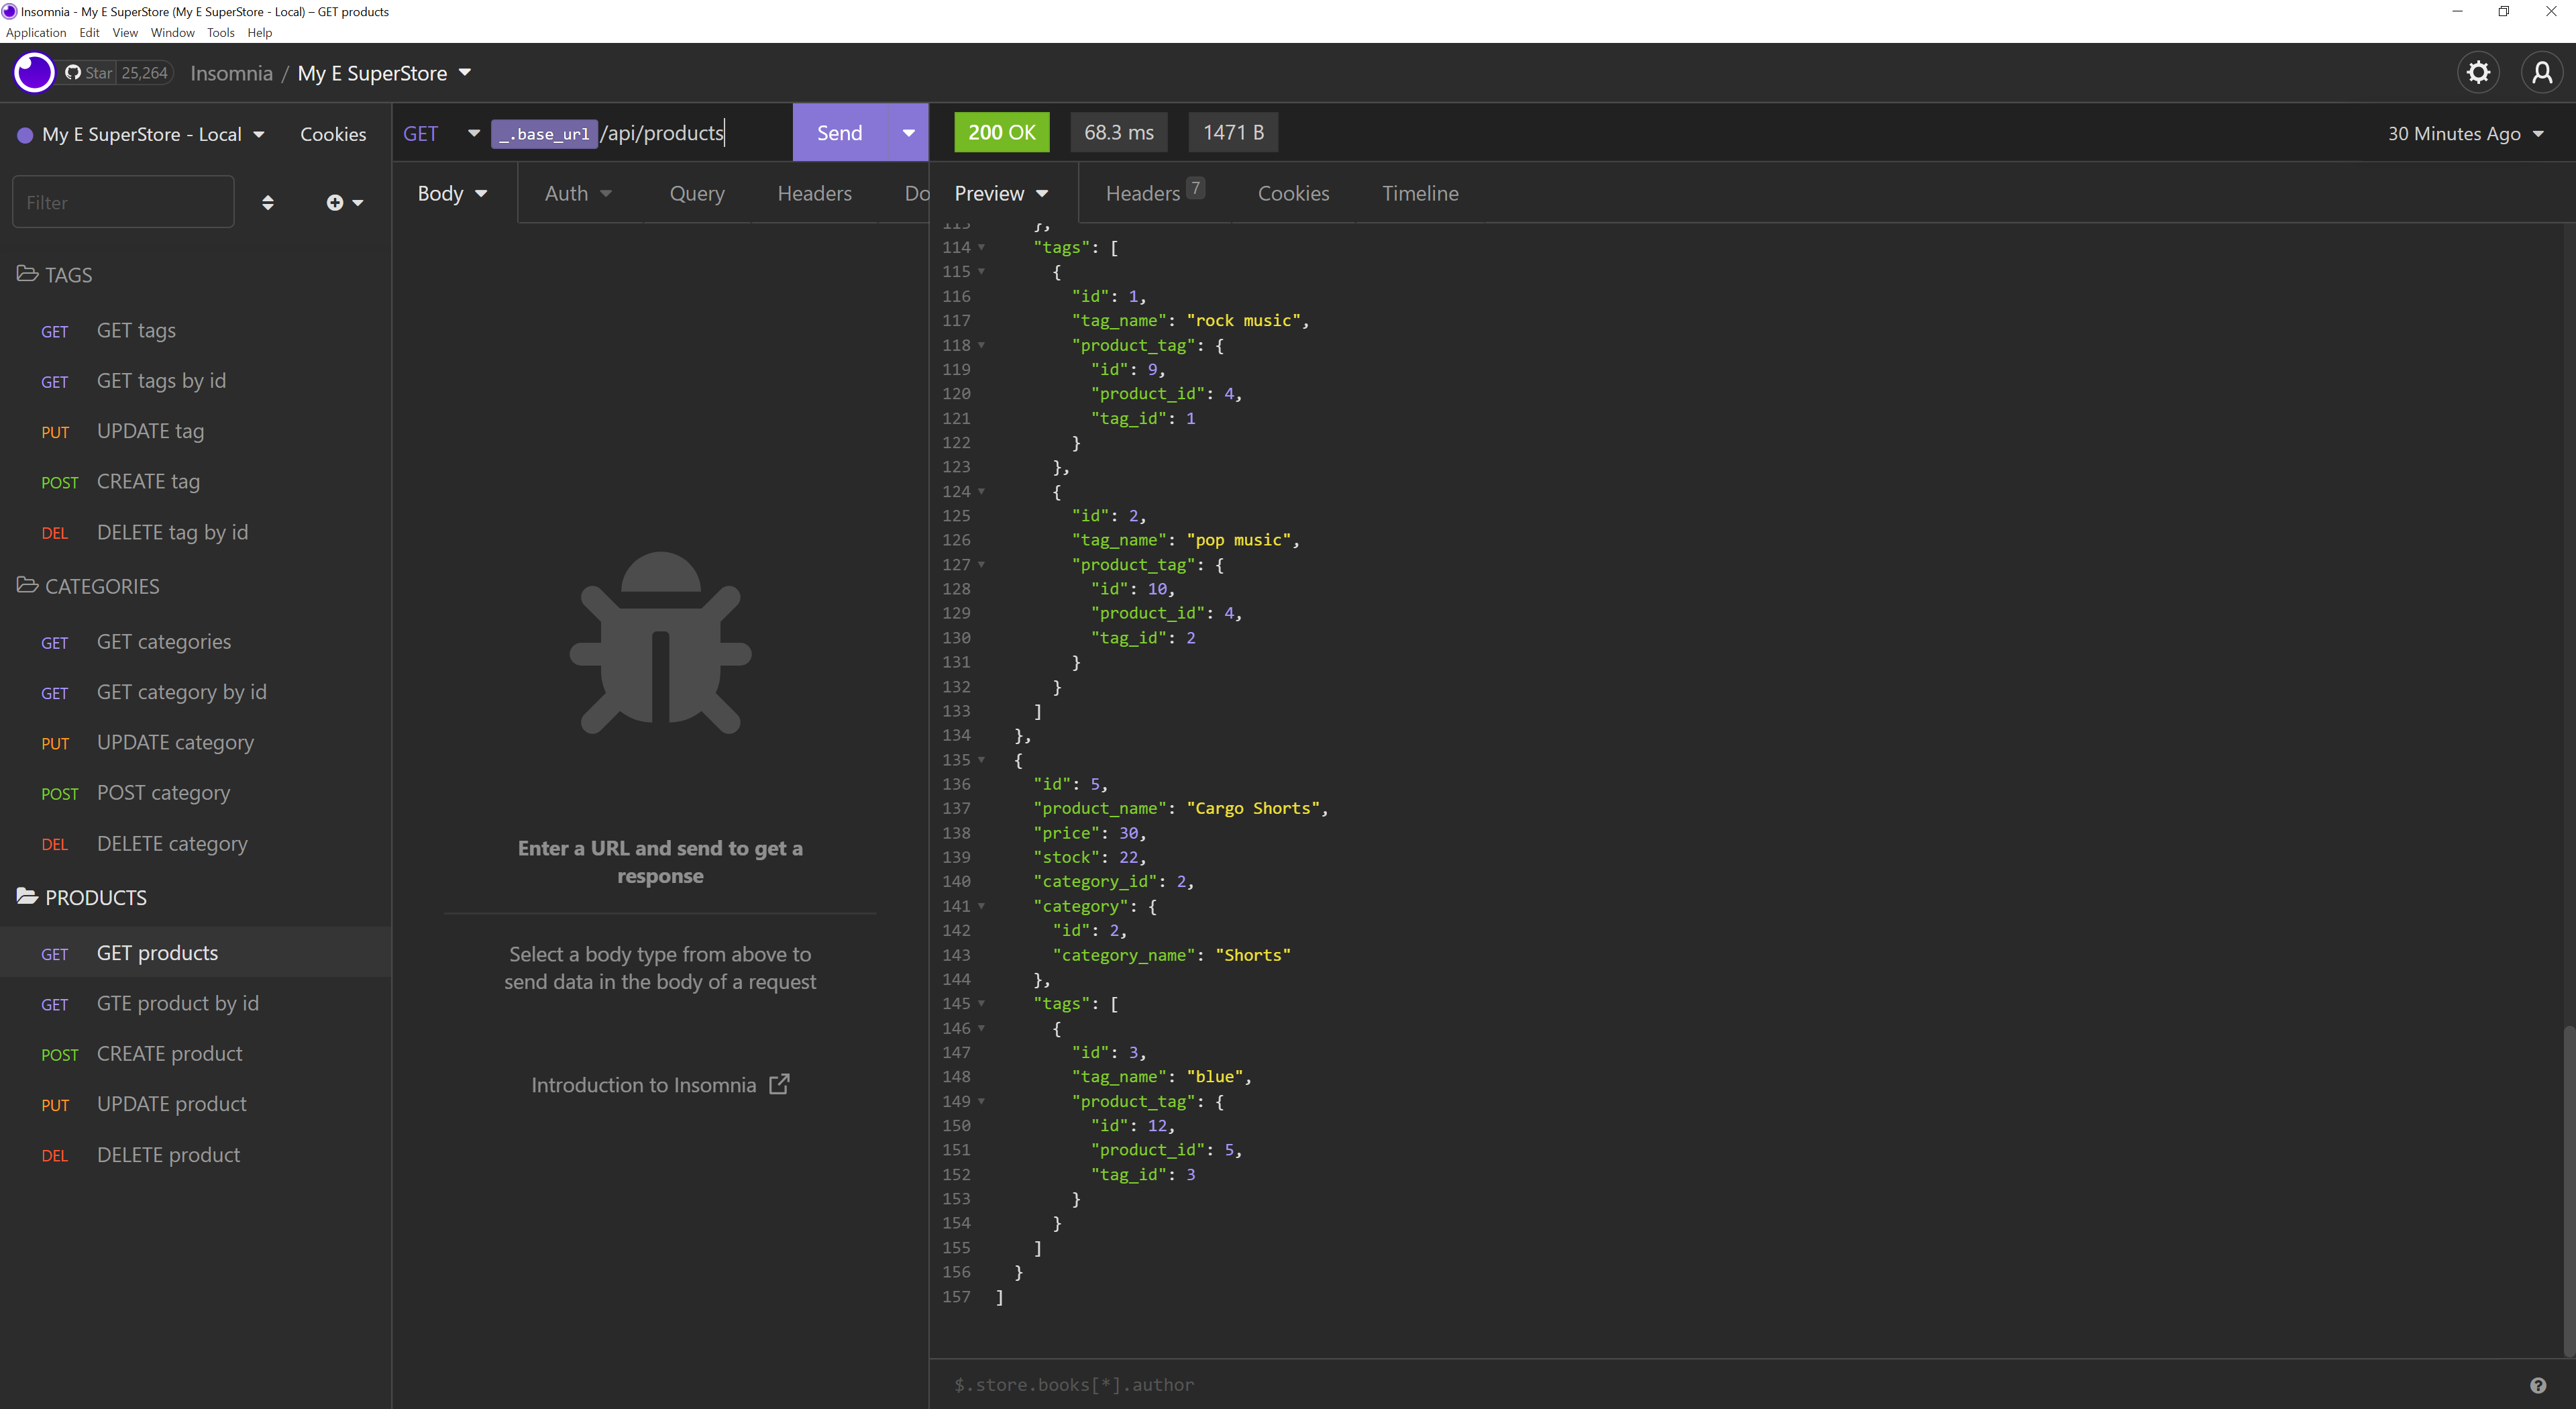 Insomnia - My E SuperStore (My E SuperStore - Local) – GET products
Application Edit View Window Tools Help
Star 25,264 Insomnia / My E SuperStore
My E SuperStore - Local Cookies
Filter
TAGS
GET GET tags
GET GET tags by id
PUT UPDATE tag
POST CREATE tag
DEL DELETE tag by id
CATEGORIES
GET GET categories
GET GET category by id
PUT UPDATE category
POST POST category
DEL DELETE category
PRODUCTS
GET GET products
GET GTE product by id
POST CREATE product
PUT UPDATE product
DEL DELETE product
GET _.base_url /api/products Send
Body Auth Query Headers Do
Enter a URL and send to get a
response
Select a body type from above to
send data in the body of a request
Introduction to Insomnia
200 OK 68.3 ms 1471 B 30 Minutes Ago
Preview Headers 7 Cookies Timeline
113 },
114 "tags": [
115 {
116 "id": 1,
117 "tag_name": "rock music",
118 "product_tag": {
119 "id": 9,
120 "product_id": 4,
121 "tag_id": 1
122 }
123 },
124 {
125 "id": 2,
126 "tag_name": "pop music",
127 "product_tag": {
128 "id": 10,
129 "product_id": 4,
130 "tag_id": 2
131 }
132 }
133 ]
134 },
135 {
136 "id": 5,
137 "product_name": "Cargo Shorts",
138 "price": 30,
139 "stock": 22,
140 "category_id": 2,
141 "category": {
142 "id": 2,
143 "category_name": "Shorts"
144 },
145 "tags": [
146 {
147 "id": 3,
148 "tag_name": "blue",
149 "product_tag": {
150 "id": 12,
151 "product_id": 5,
152 "tag_id": 3
153 }
154 }
155 ]
156 }
157 ]
$.store.books[*].author